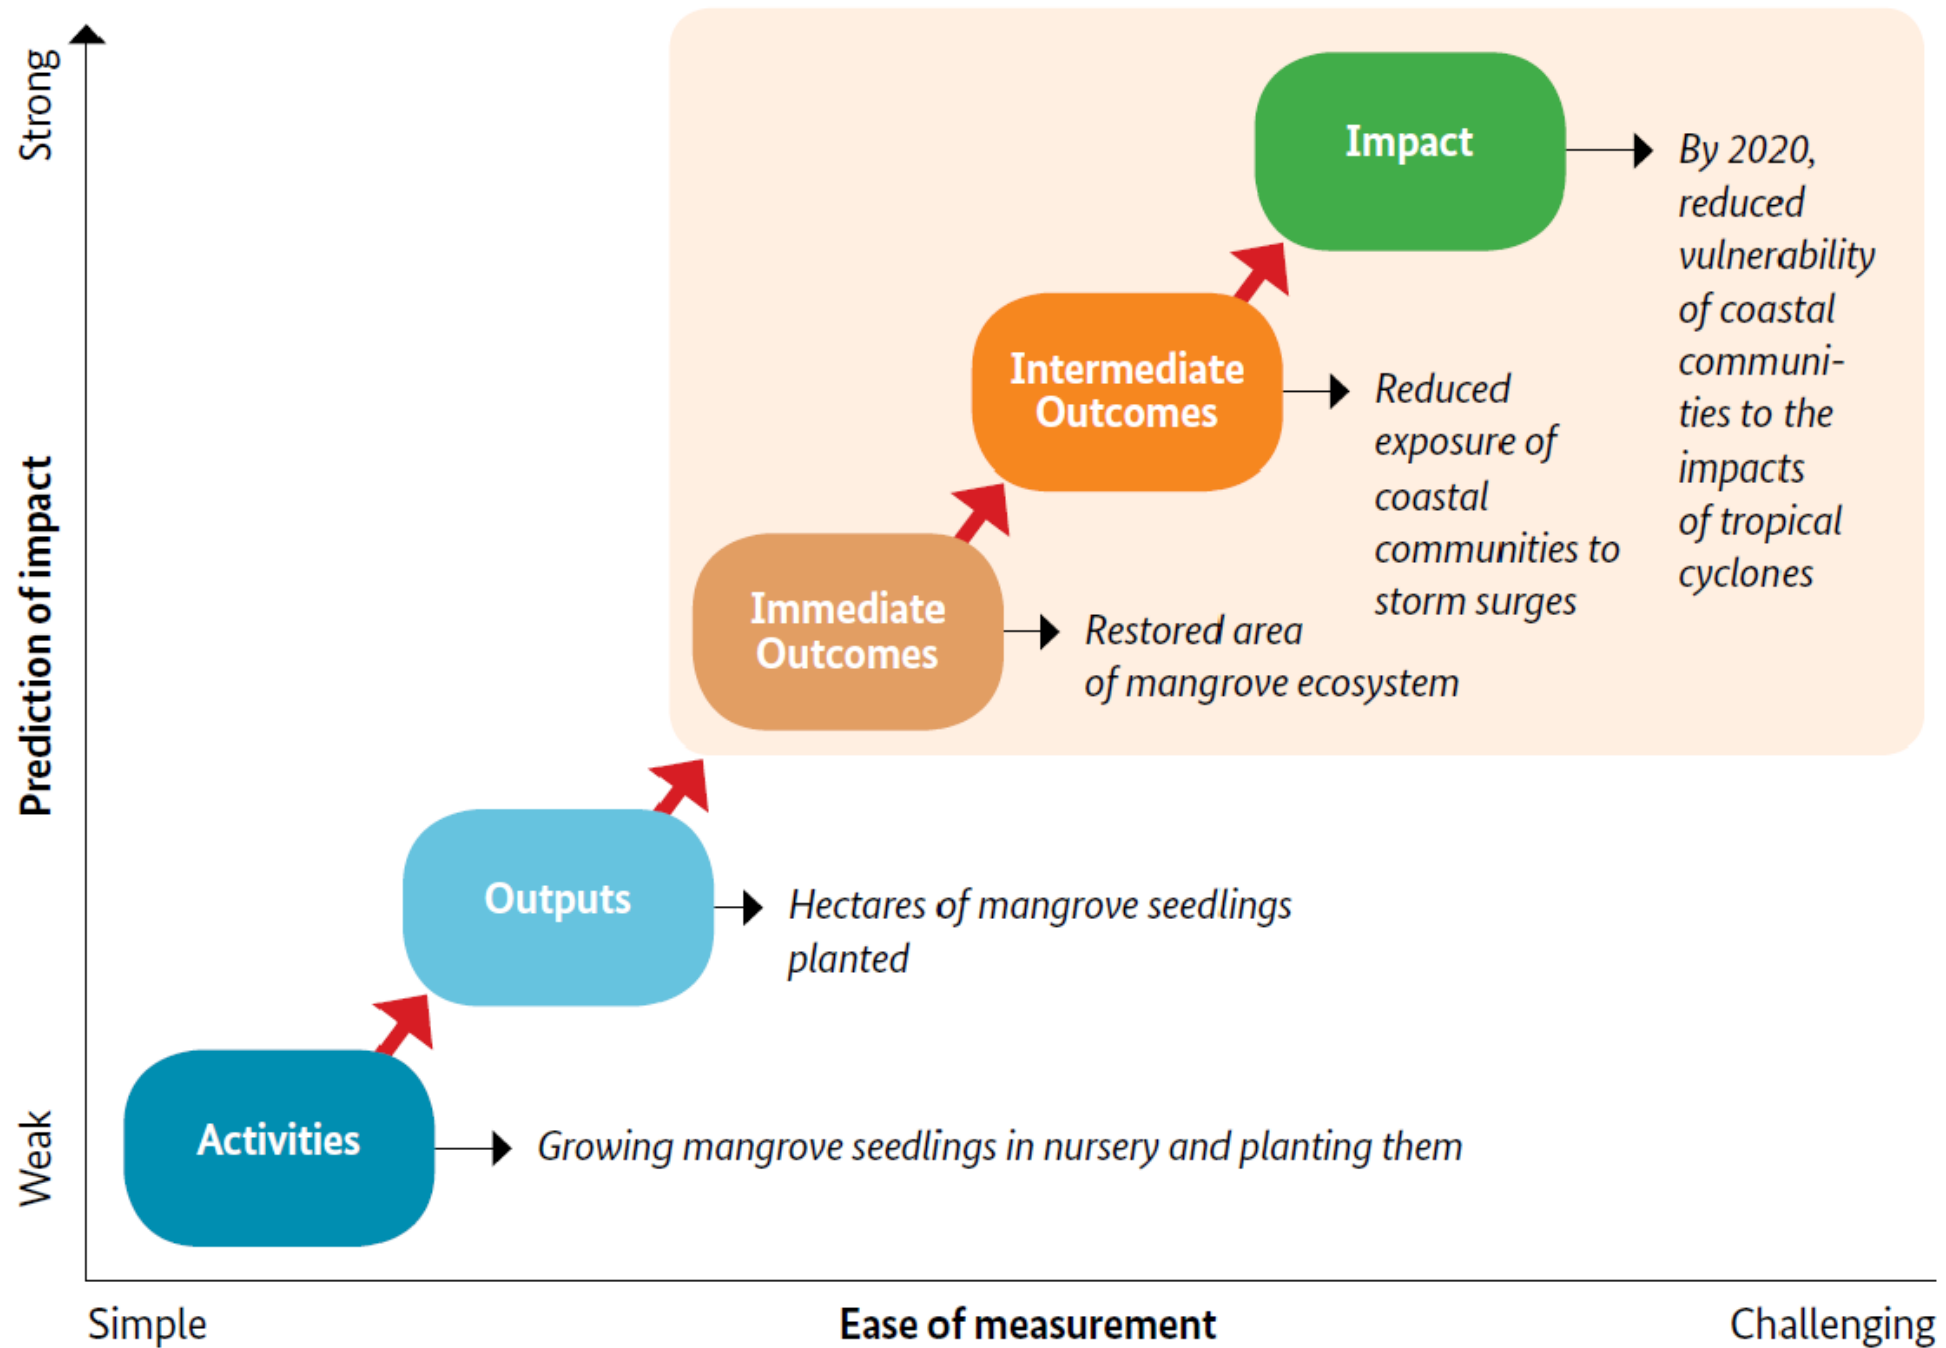 Strong
Prediction of impact
Weak
Impact
By 2020,
reduced
vulnerability
of coastal
communi-
ties to the
impacts
of tropical
cyclones
Intermediate
Outcomes
Reduced
exposure of
coastal
communities to
storm surges
Immediate
Outcomes
Restored area
of mangrove ecosystem
Outputs
Hectares of mangrove seedlings
planted
Activities
Growing mangrove seedlings in nursery and planting them
Simple
Ease of measurement
Challenging